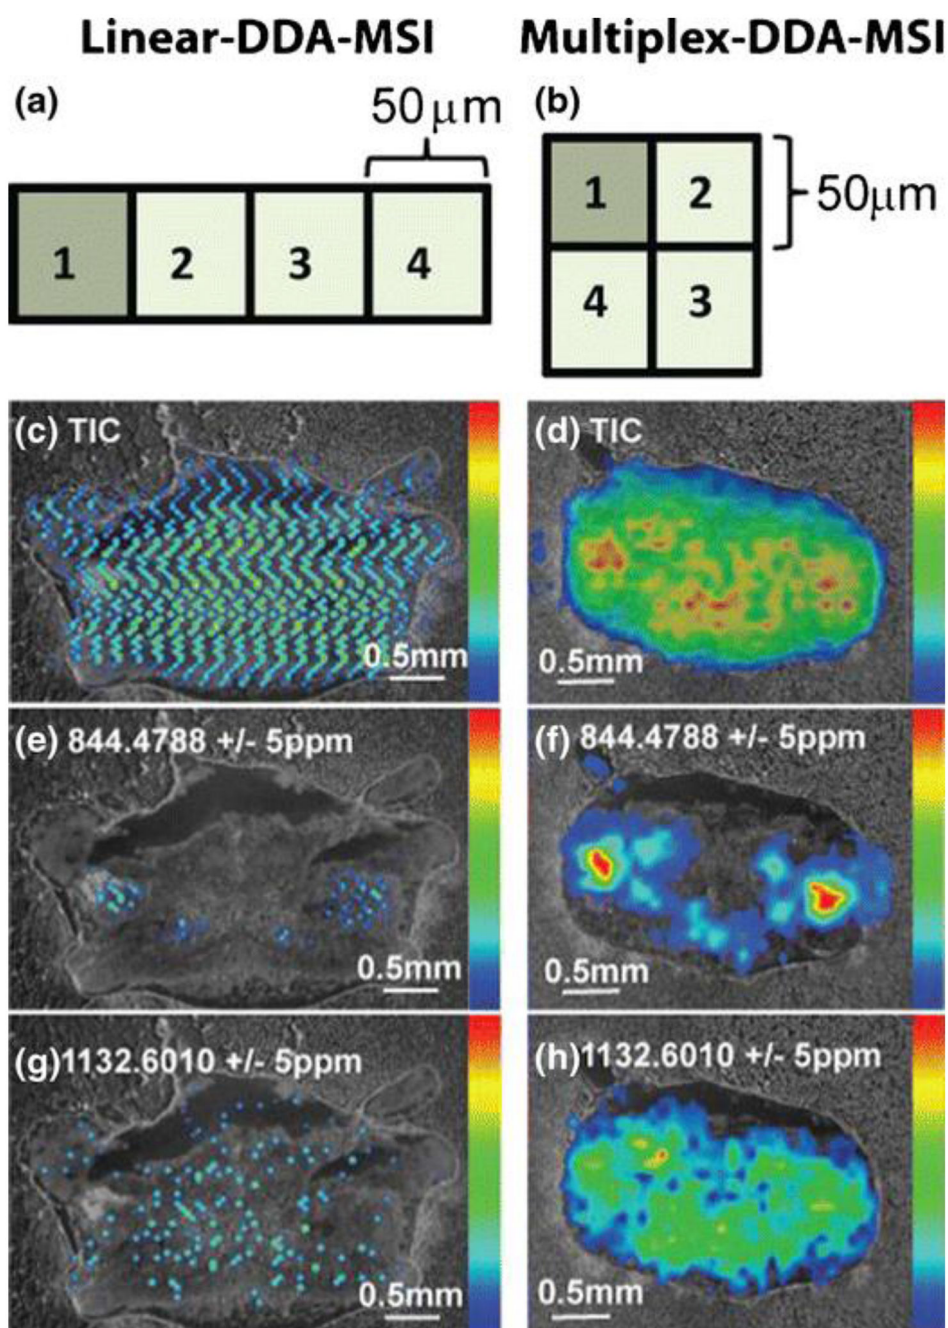 Linear-DDA-MSI
Multiplex-DDA-MSI
(a)
50 μm
1 2 3 4
(b)
1 2
4 3
50μm
(c) TIC
0.5mm
(d) TIC
0.5mm
(e) 844.4788 +/- 5ppm
0.5mm
(f) 844.4788 +/- 5ppm
0.5mm
(g) 1132.6010 +/- 5ppm
0.5mm
(h) 1132.6010 +/- 5ppm
0.5mm